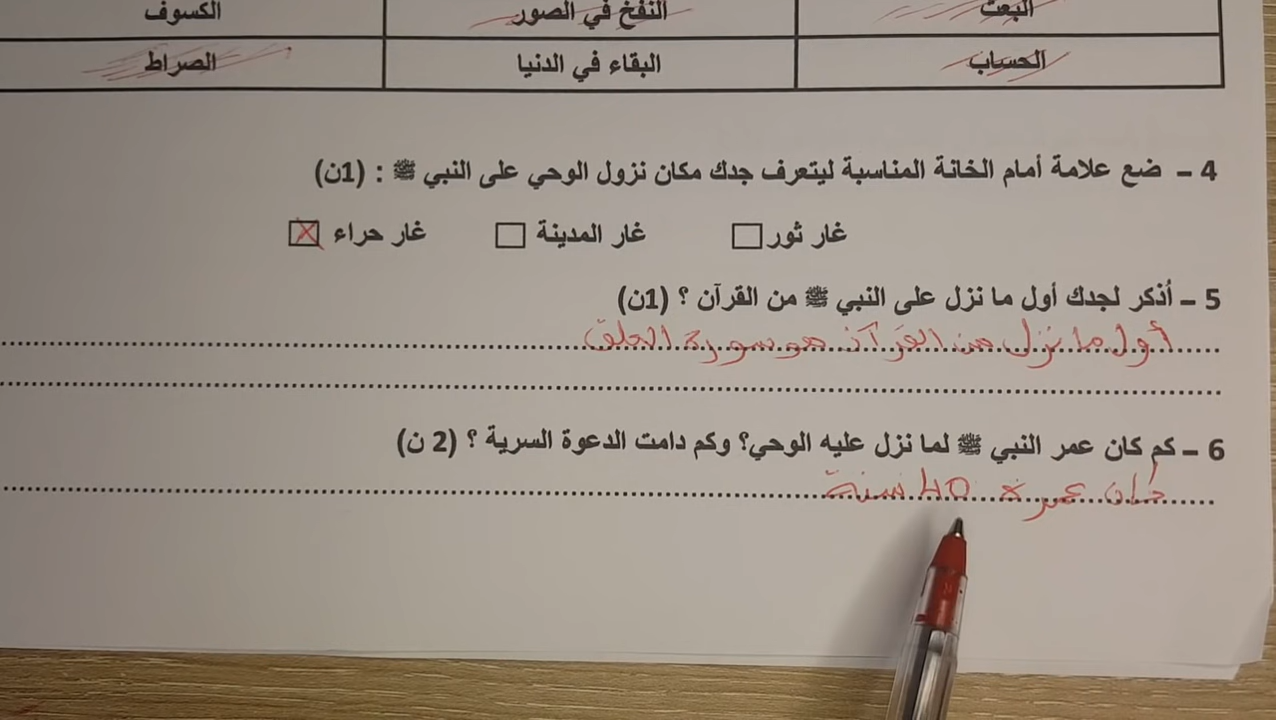 البعث النفخ في الصور الكسوف
الحساب البقاء في الدنيا الصراط
4 – ضع علامة أمام الخانة المناسبة ليتعرف جدك مكان نزول الوحي على النبي ﷺ : (1ن)
غار ثور غار المدينة غار حراء X
5 – أذكر لجدك أول ما نزل على النبي ﷺ من القرآن ؟ (1ن)
أول ما نزل من القرآن هو سورة العلق
6 – كم كان عمر النبي ﷺ لما نزل عليه الوحي؟ وكم دامت الدعوة السرية ؟ (2 ن)
كان عمره 40 سنة